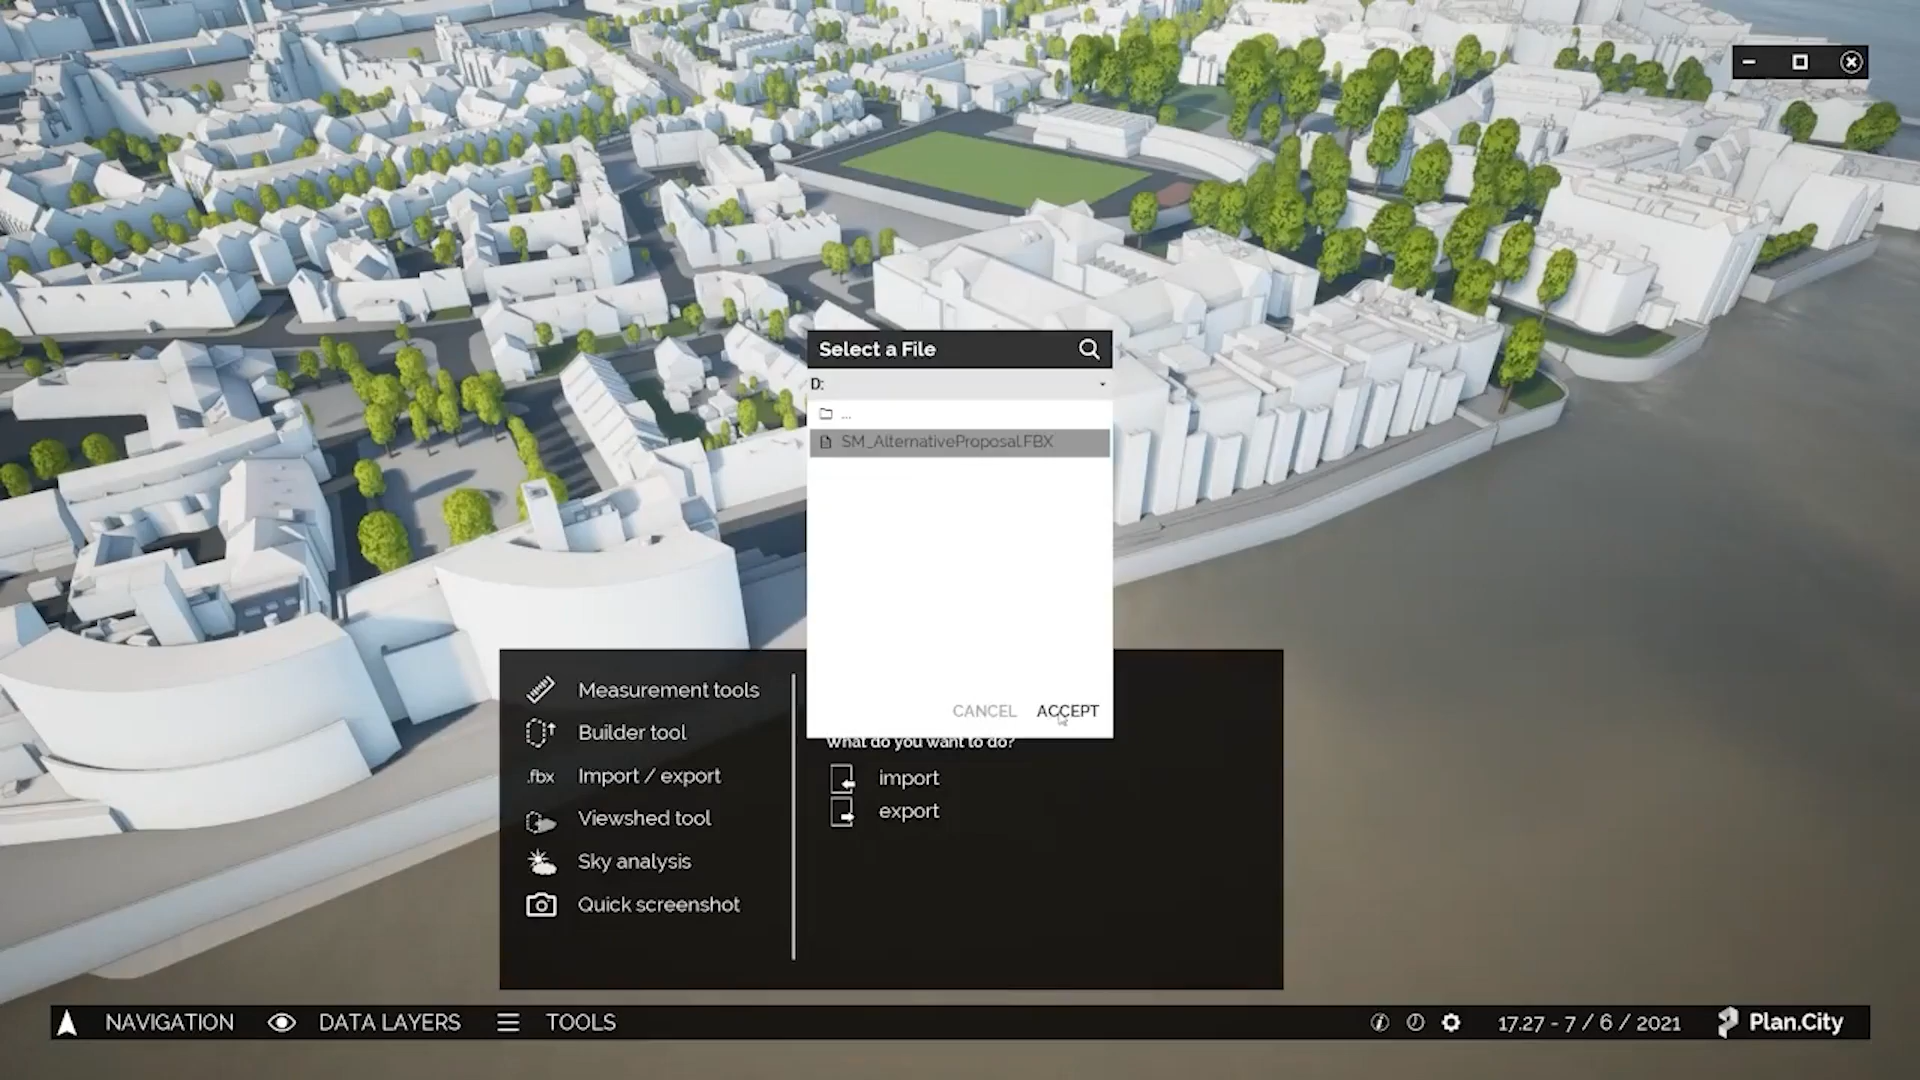 Select a File
D:
...
SM_AlternativeProposal.FBX
CANCEL ACCEPT
Measurement tools
Builder tool
.fbx Import / export
Viewshed tool
Sky analysis
Quick screenshot
What do you want to do?
import
export
NAVIGATION DATA LAYERS TOOLS 17.27 - 7 / 6 / 2021 Plan.City